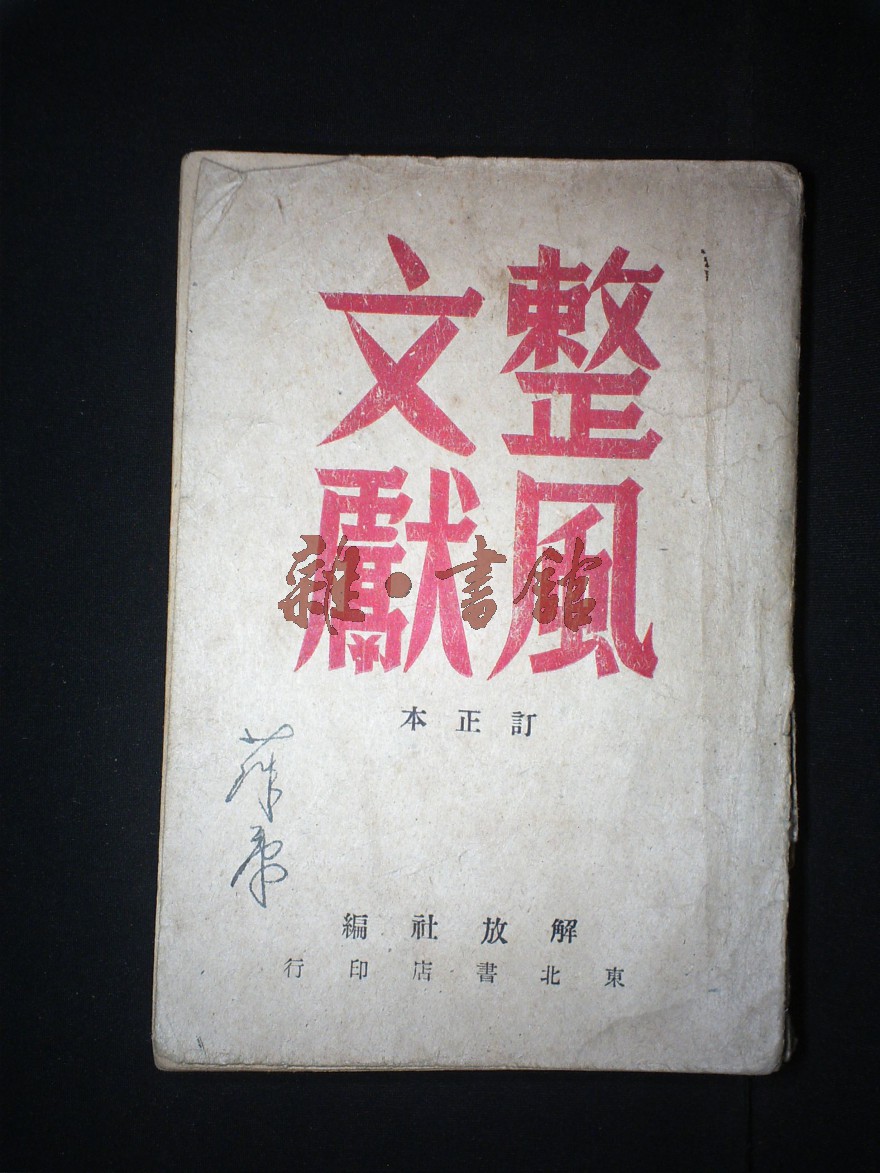 整風
文獻
雜·書館
訂正本
解放社編
東北書店印行